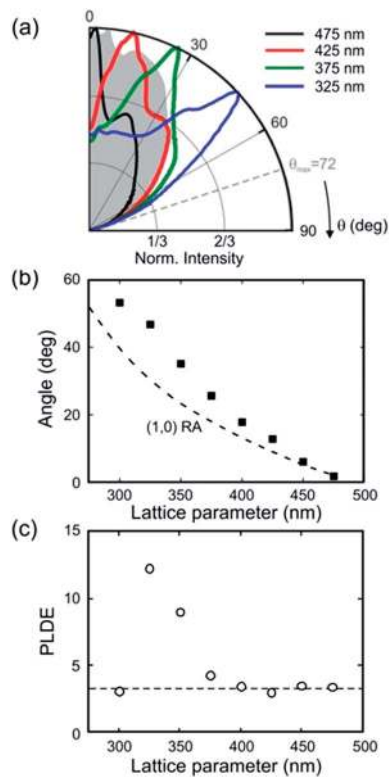 (a)
0
30
60
90
θmax=72
θ (deg)
475 nm
425 nm
375 nm
325 nm
1/3
2/3
Norm. Intensity
(b)
60
40
20
0
Angle (deg)
(1,0) RA
300
350
400
450
500
Lattice parameter (nm)
(c)
15
10
5
0
PLDE
300
350
400
450
500
Lattice parameter (nm)